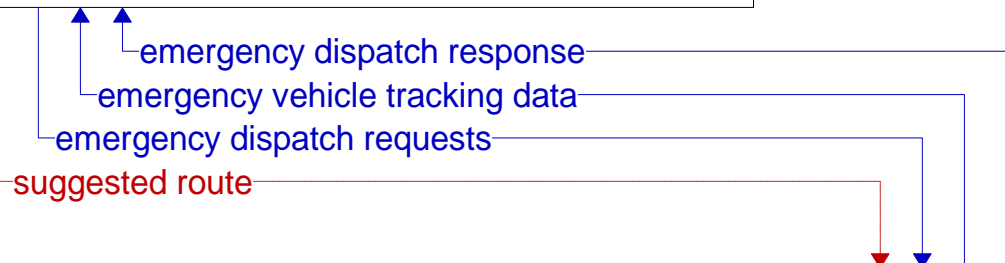 emergency dispatch response
emergency vehicle tracking data
emergency dispatch requests
suggested route